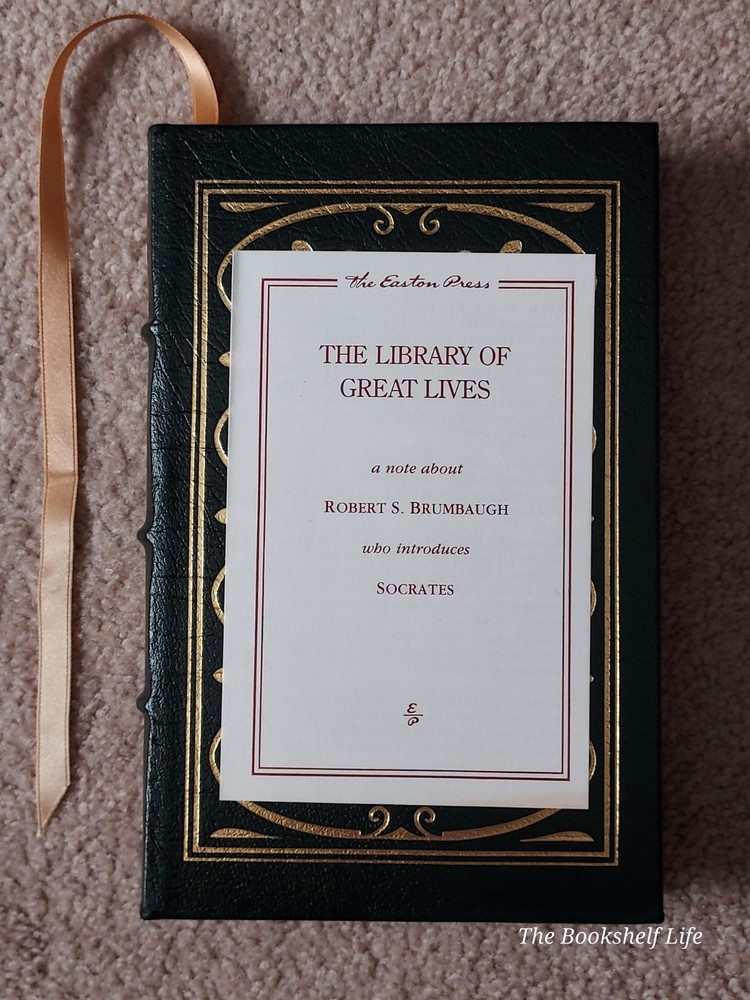 The Easton Press
THE LIBRARY OF
GREAT LIVES
a note about
ROBERT S. BRUMBAUGH
who introduces
SOCRATES
E
P
The Bookshelf Life